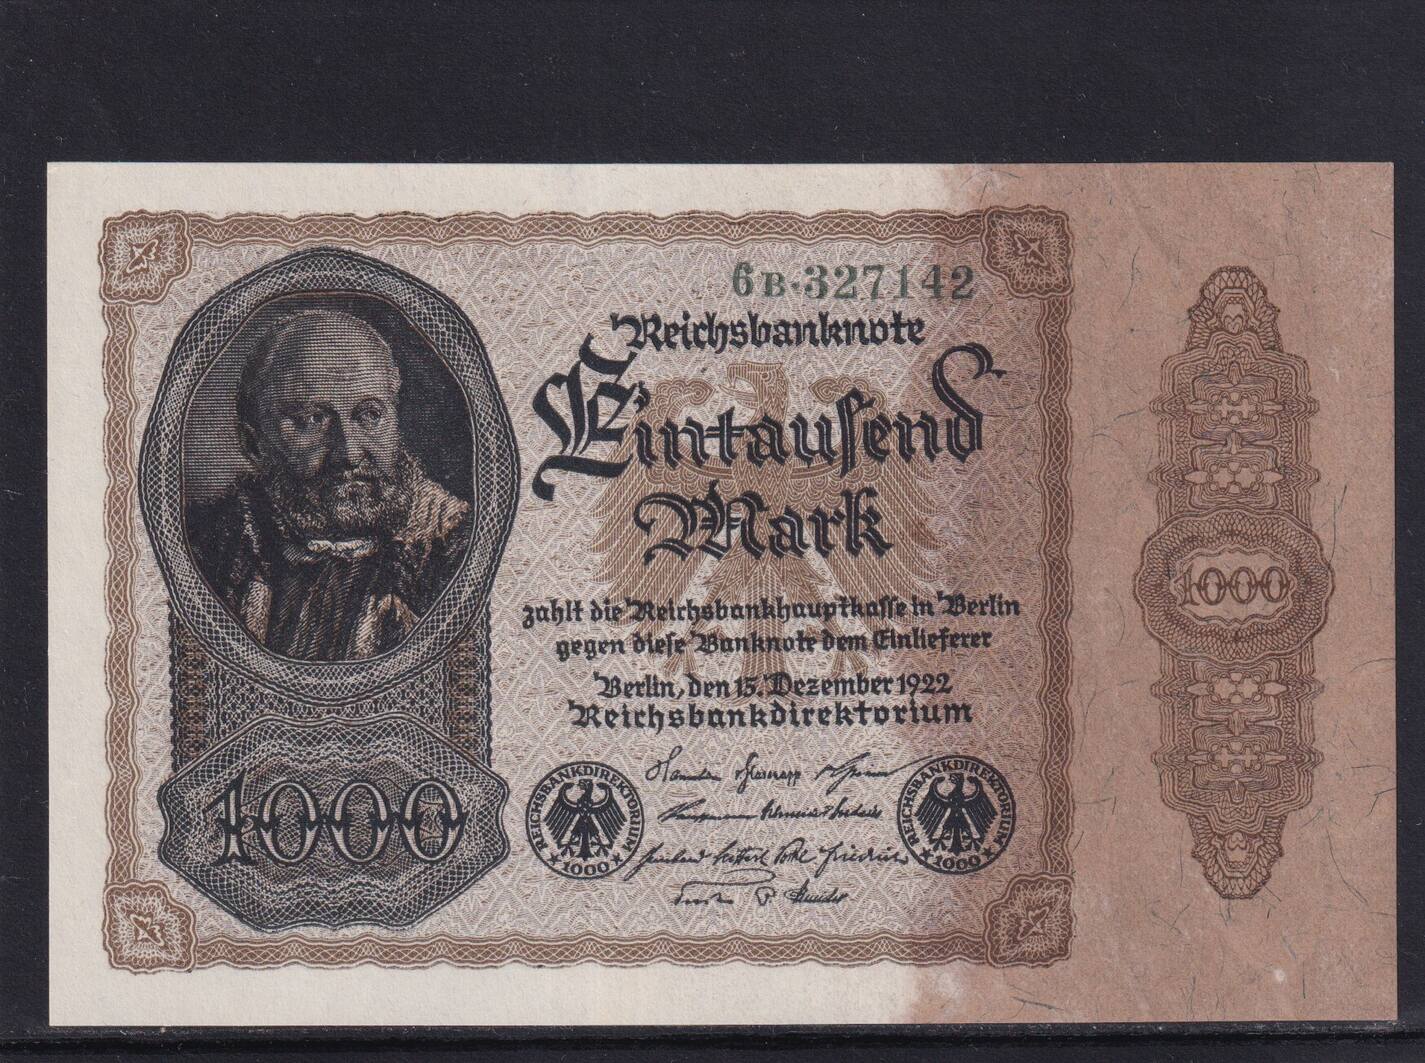 6B·327142
Reichsbanknote
Eintausend
Mark
zahlt die Reichsbankhauptkasse in Berlin
gegen diese Banknote dem Einlieferer
Berlin, den 15. Dezember 1922
Reichsbankdirektorium
1000
1000
REICHSBANKDIREKTORIUM
★1000★
REICHSBANKDIREKTORIUM
★1000★